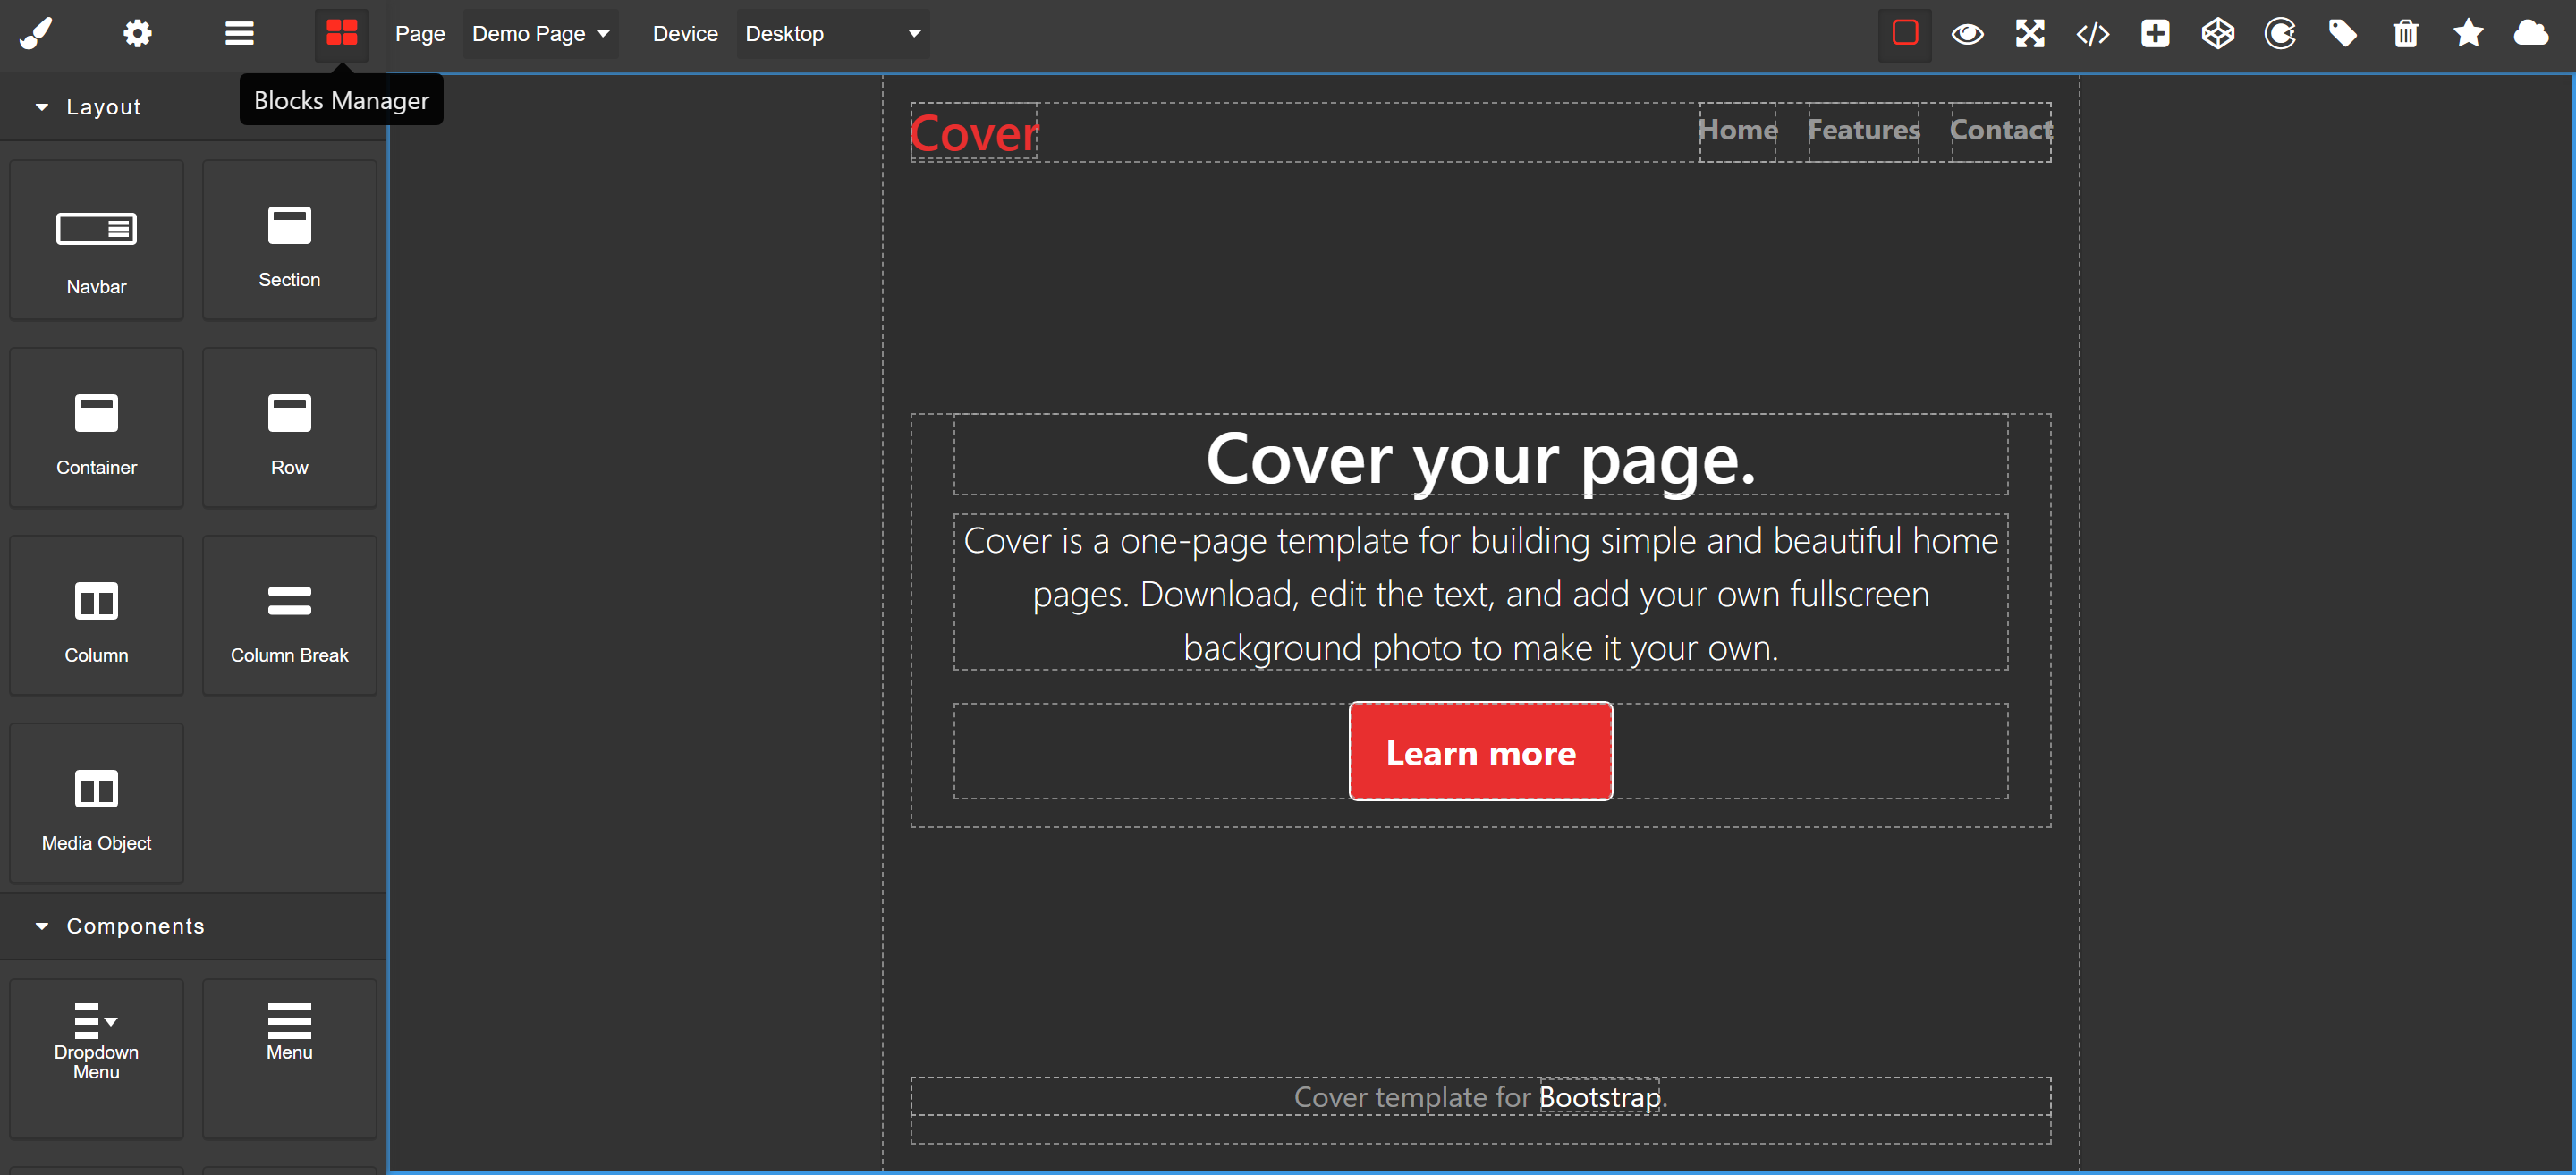 Page
Demo Page
Device
Desktop
Blocks Manager
Layout
Navbar
Section
Container
Row
Column
Column Break
Media Object
Components
Dropdown
Menu
Menu
Cover
Home
Features
Contact
Cover your page.
Cover is a one-page template for building simple and beautiful home
pages. Download, edit the text, and add your own fullscreen
background photo to make it your own.
Learn more
Cover template for Bootstrap.